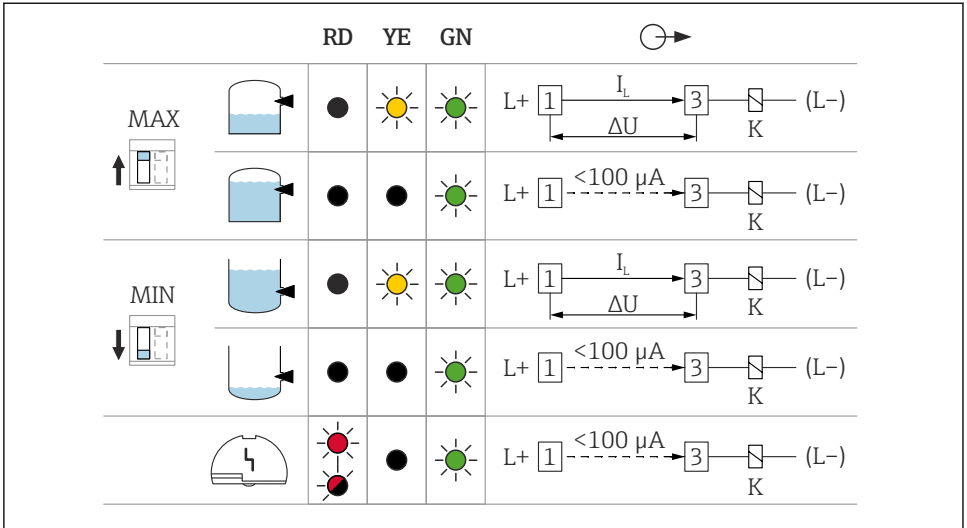 RD YE GN
MAX
L+ 1 I_L 3 (L−)
ΔU K
L+ 1 <100 µA 3 (L−)
K
MIN
L+ 1 I_L 3 (L−)
ΔU K
L+ 1 <100 µA 3 (L−)
K
L+ 1 <100 µA 3 (L−)
K